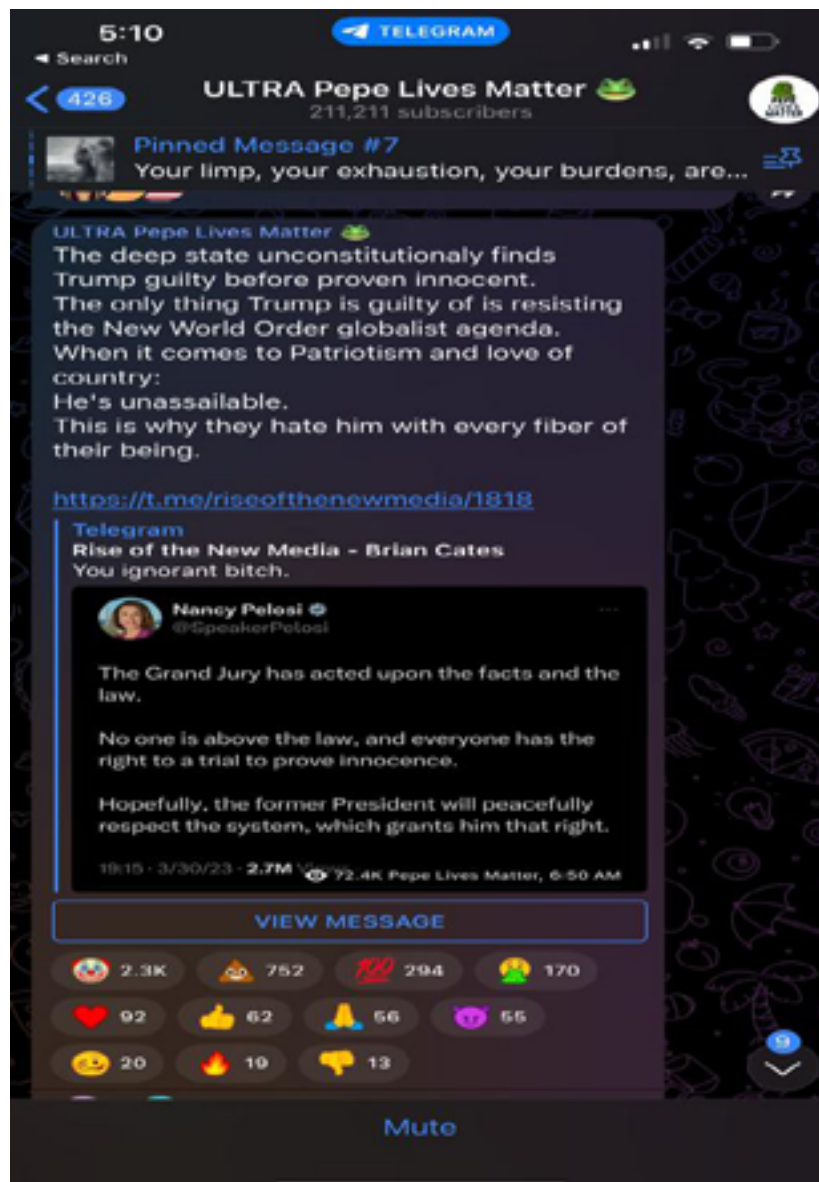 5:10
TELEGRAM
Search
426
ULTRA Pepe Lives Matter
211,211 subscribers
Pinned Message #7
Your limp, your exhaustion, your burdens, are...
ULTRA Pepe Lives Matter
The deep state unconstitutionaly finds
Trump guilty before proven innocent.
The only thing Trump is guilty of is resisting
the New World Order globalist agenda.
When it comes to Patriotism and love of
country:
He's unassailable.
This is why they hate him with every fiber of
their being.
https://t.me/riseofthenewmedia/1818
Telegram
Rise of the New Media - Brian Cates
You ignorant bitch.
Nancy Pelosi
@SpeakerPelosi
The Grand Jury has acted upon the facts and the
law.
No one is above the law, and everyone has the
right to a trial to prove innocence.
Hopefully, the former President will peacefully
respect the system, which grants him that right.
19:15 · 3/30/23 · 2.7M Views
72.4K Pepe Lives Matter, 6:50 AM
VIEW MESSAGE
2.3K 752 💯 294 170
92 62 56 55
20 19 13
9
Mute